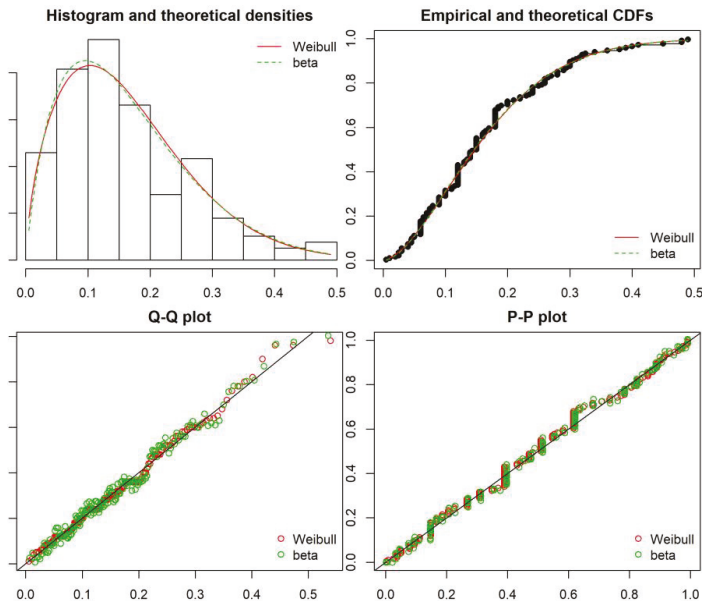 Histogram and theoretical densities
Weibull
beta
0.0 0.1 0.2 0.3 0.4 0.5
Empirical and theoretical CDFs
1.0
0.8
0.6
0.4
0.2
0.0
Weibull
beta
0.0 0.1 0.2 0.3 0.4 0.5
Q-Q plot
Weibull
beta
0.0 0.1 0.2 0.3 0.4 0.5
P-P plot
1.0
0.8
0.6
0.4
0.2
0.0
Weibull
beta
0.0 0.2 0.4 0.6 0.8 1.0